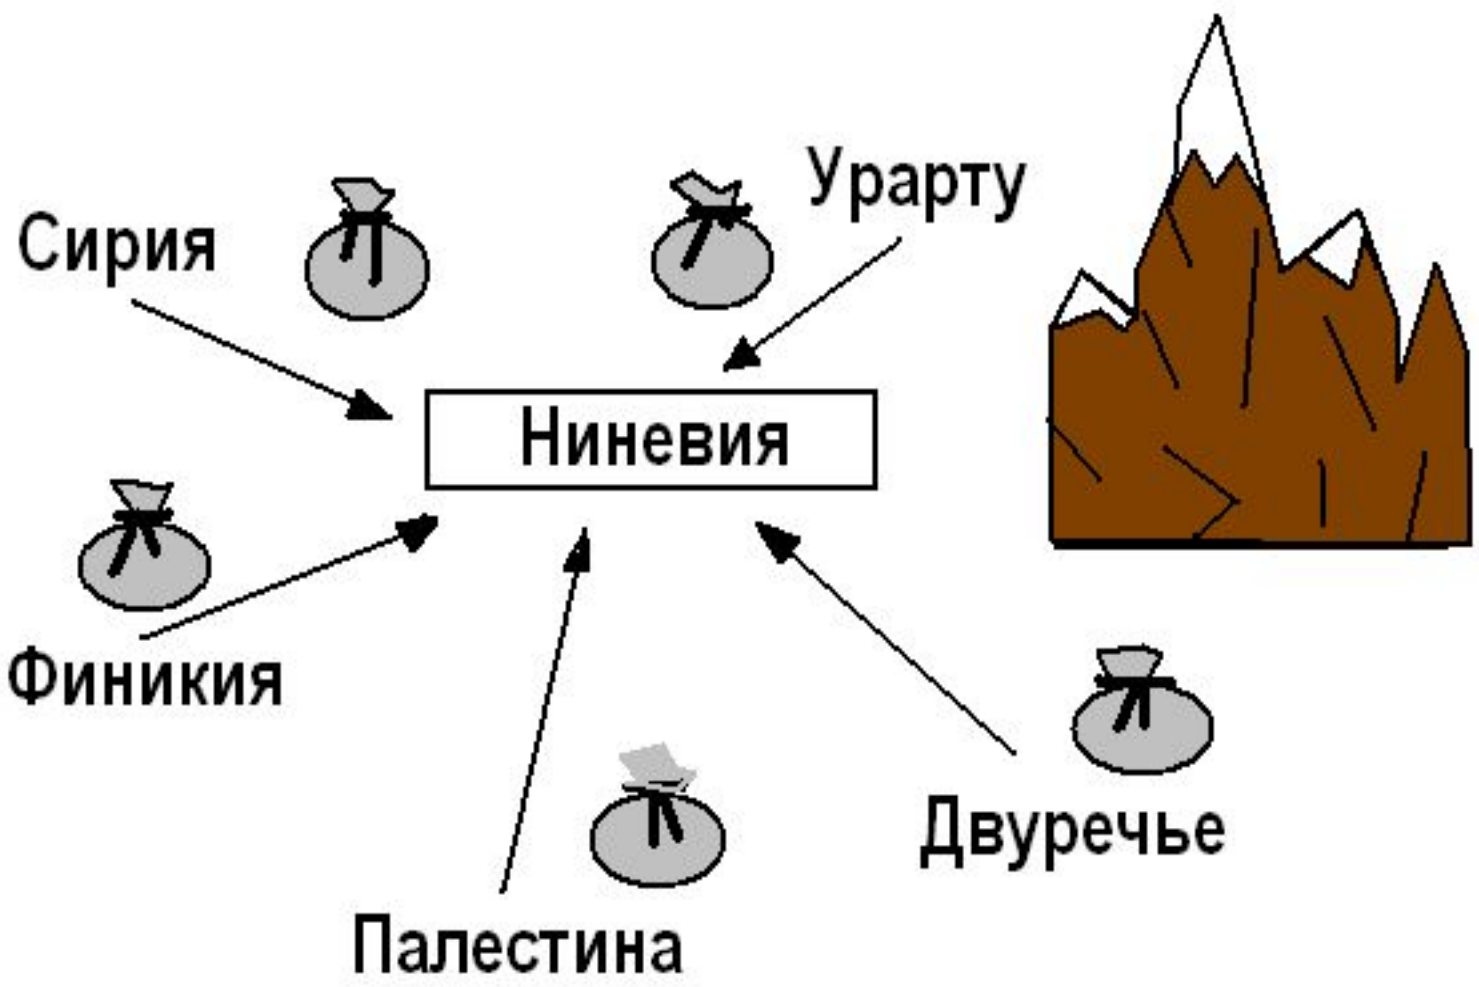 Урарту
Сирия
Ниневия
Финикия
Двуречье
Палестина